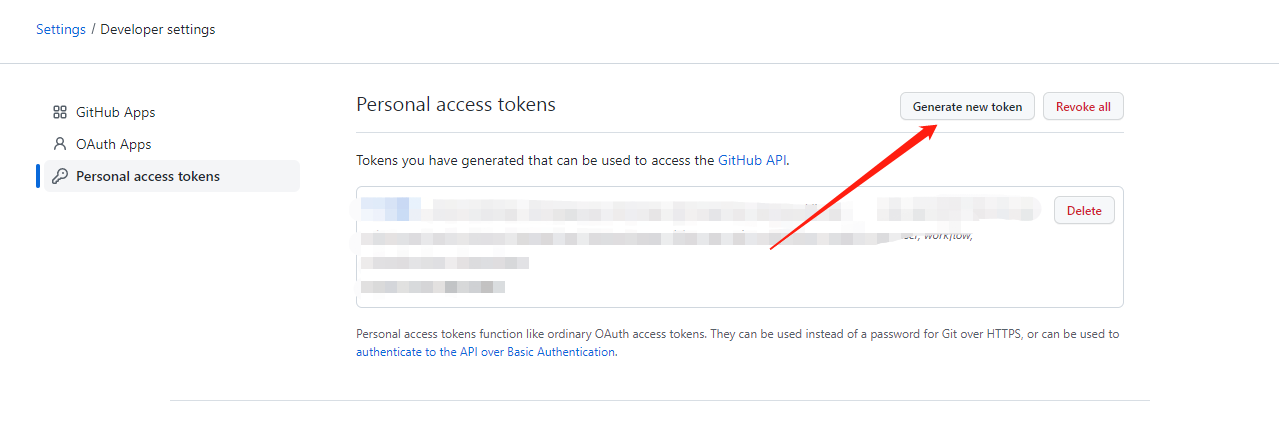 Settings / Developer settings
GitHub Apps
OAuth Apps
Personal access tokens
Personal access tokens
Generate new token
Revoke all
Tokens you have generated that can be used to access the GitHub API.
Delete
workflow,
Personal access tokens function like ordinary OAuth access tokens. They can be used instead of a password for Git over HTTPS, or can be used to
authenticate to the API over Basic Authentication.